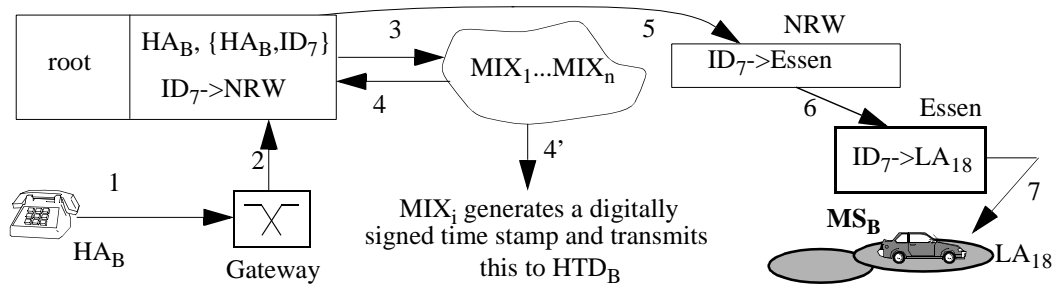 root
HA_B, {HA_B,ID_7}
ID_7->NRW
3
4
MIX_1...MIX_n
5
NRW
ID_7->Essen
6
Essen
ID_7->LA_18
7
2
4'
1
HA_B
Gateway
MIX_i generates a digitally
signed time stamp and transmits
this to HTD_B
MS_B
LA_18